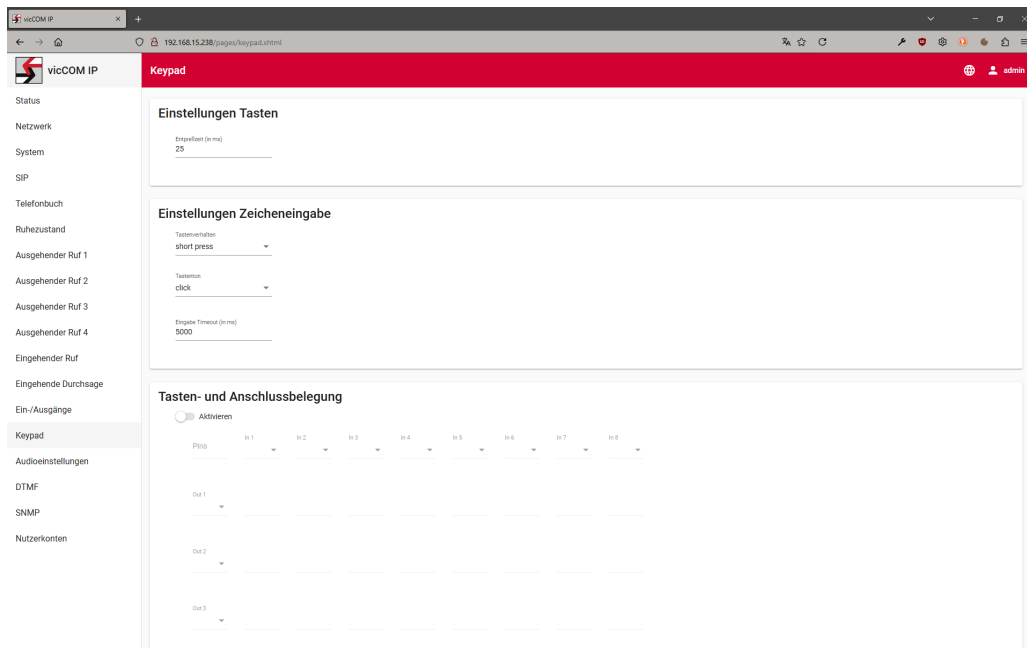 vicCOM IP
192.168.15.238/pages/keypad.xhtml
vicCOM IP
Keypad
admin
Status
Netzwerk
System
SIP
Telefonbuch
Ruhezustand
Ausgehender Ruf 1
Ausgehender Ruf 2
Ausgehender Ruf 3
Ausgehender Ruf 4
Eingehender Ruf
Eingehende Durchsage
Ein-/Ausgänge
Keypad
Audioeinstellungen
DTMF
SNMP
Nutzerkonten
Einstellungen Tasten
Entprellzeit (in ms)
25
Einstellungen Zeicheneingabe
Tastenverhalten
short press
Tastenton
click
Eingabe Timeout (in ms)
5000
Tasten- und Anschlussbelegung
Aktivieren
Pins In 1 In 2 In 3 In 4 In 5 In 6 In 7 In 8
Out 1
Out 2
Out 3